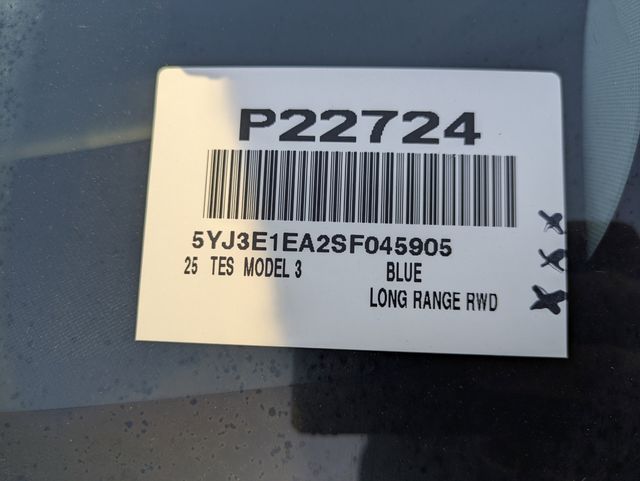 P22724
5YJ3E1EA2SF045905
25 TES MODEL 3 BLUE
LONG RANGE RWD